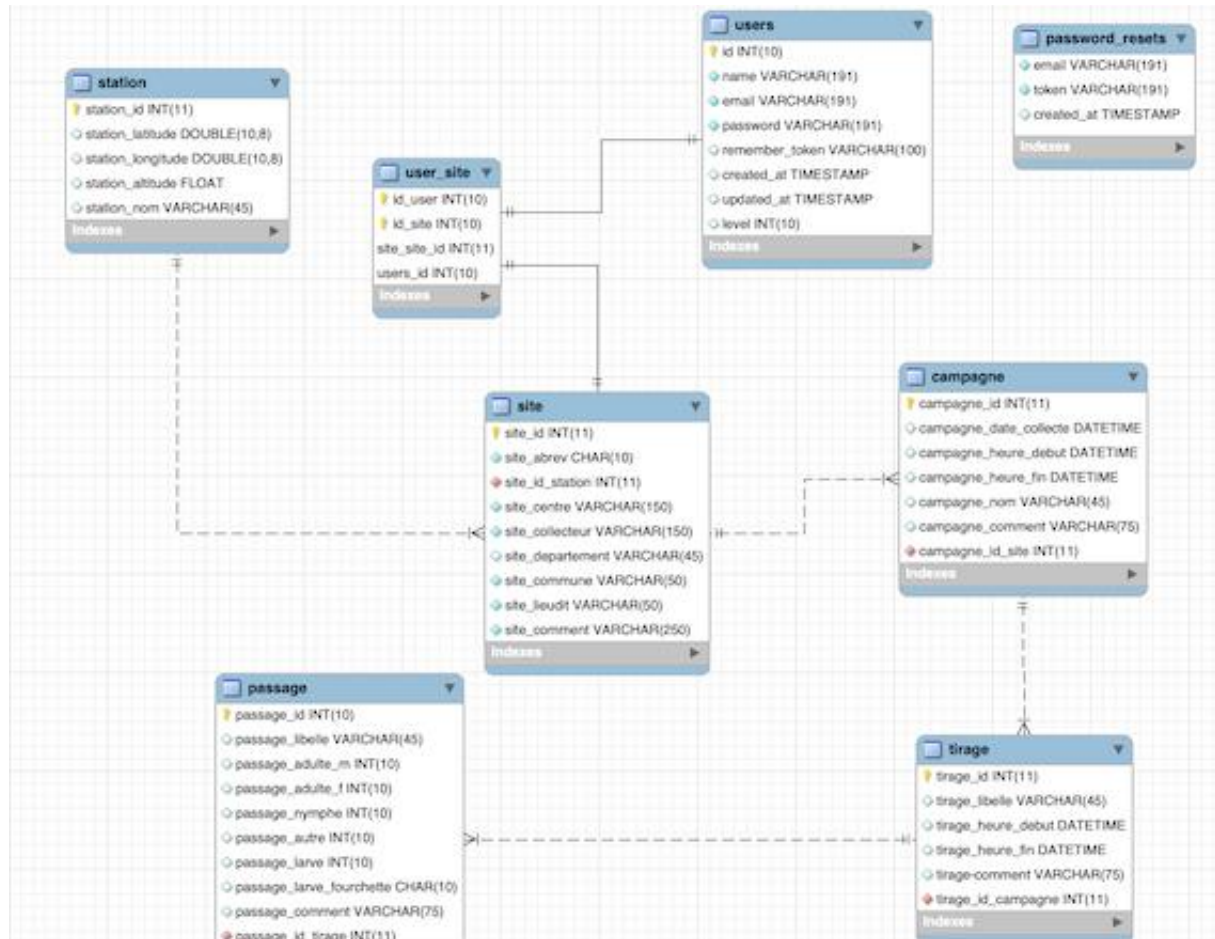 users
id INT(10)
name VARCHAR(191)
email VARCHAR(191)
password VARCHAR(191)
remember_token VARCHAR(100)
created_at TIMESTAMP
updated_at TIMESTAMP
level INT(10)
Indexes
password_resets
email VARCHAR(191)
token VARCHAR(191)
created_at TIMESTAMP
Indexes
station
station_id INT(11)
station_latitude DOUBLE(10,8)
station_longitude DOUBLE(10,8)
station_altitude FLOAT
station_nom VARCHAR(45)
Indexes
user_site
id_user INT(10)
id_site INT(10)
site_site_id INT(11)
users_id INT(10)
Indexes
site
site_id INT(11)
site_abrev CHAR(10)
site_id_station INT(11)
site_centre VARCHAR(150)
site_collecteur VARCHAR(150)
site_departement VARCHAR(45)
site_commune VARCHAR(50)
site_lieudit VARCHAR(50)
site_comment VARCHAR(250)
Indexes
campagne
campagne_id INT(11)
campagne_date_collecte DATETIME
campagne_heure_debut DATETIME
campagne_heure_fin DATETIME
campagne_nom VARCHAR(45)
campagne_comment VARCHAR(75)
campagne_id_site INT(11)
Indexes
passage
passage_id INT(10)
passage_libelle VARCHAR(45)
passage_adulte_m INT(10)
passage_adulte_f INT(10)
passage_nymphe INT(10)
passage_autre INT(10)
passage_larve INT(10)
passage_larve_fourchette CHAR(10)
passage_comment VARCHAR(75)
passage_id_tirage INT(11)
tirage
tirage_id INT(11)
tirage_libelle VARCHAR(45)
tirage_heure_debut DATETIME
tirage_heure_fin DATETIME
tirage-comment VARCHAR(75)
tirage_id_campagne INT(11)
Indexes